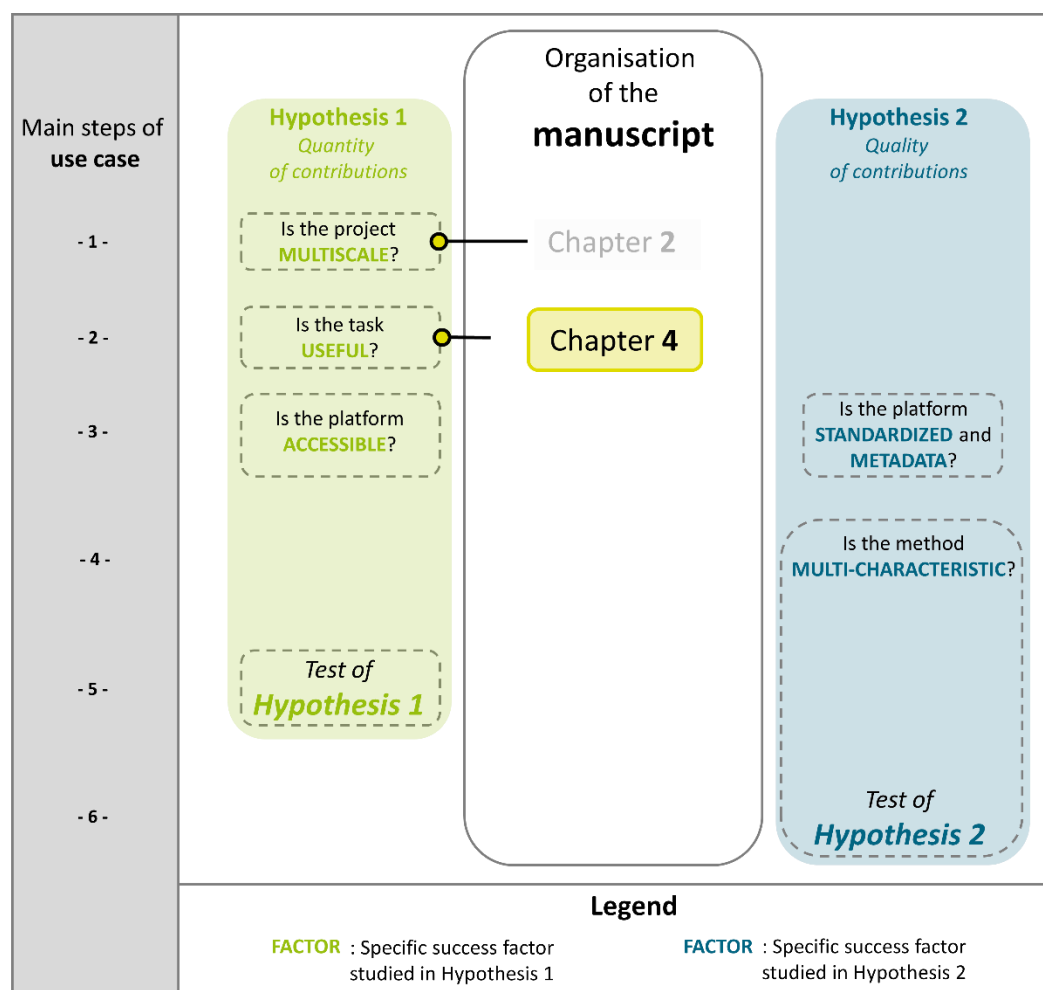 Main steps of
use case
- 1 -
- 2 -
- 3 -
- 4 -
- 5 -
- 6 -
Hypothesis 1
Quantity
of contributions
Is the project
MULTISCALE?
Is the task
USEFUL?
Is the platform
ACCESSIBLE?
Test of
Hypothesis 1
Organisation
of the
manuscript
Chapter 2
Chapter 4
Hypothesis 2
Quality
of contributions
Is the platform
STANDARDIZED and
METADATA?
Is the method
MULTI-CHARACTERISTIC?
Test of
Hypothesis 2
Legend
FACTOR : Specific success factor
studied in Hypothesis 1
FACTOR : Specific success factor
studied in Hypothesis 2